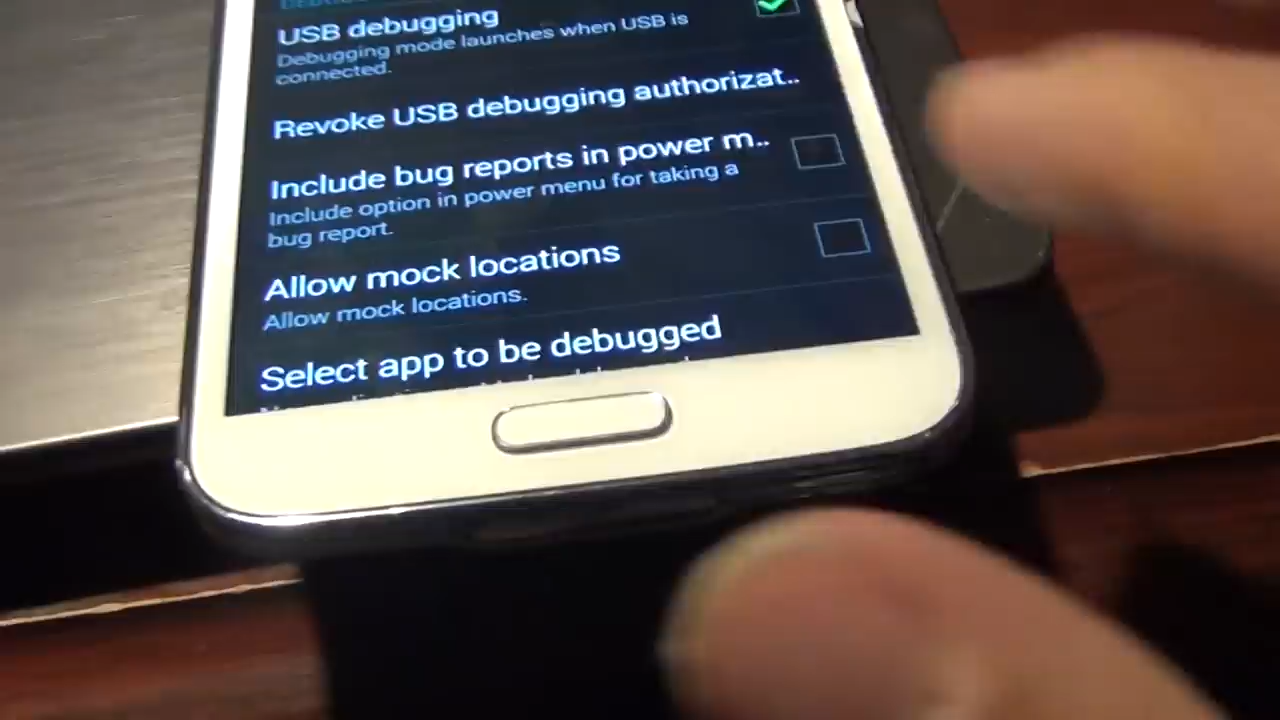 USB debugging
Debugging mode launches when USB is
connected.
Revoke USB debugging authorizat..
Include bug reports in power m..
Include option in power menu for taking a
bug report.
Allow mock locations
Allow mock locations.
Select app to be debugged